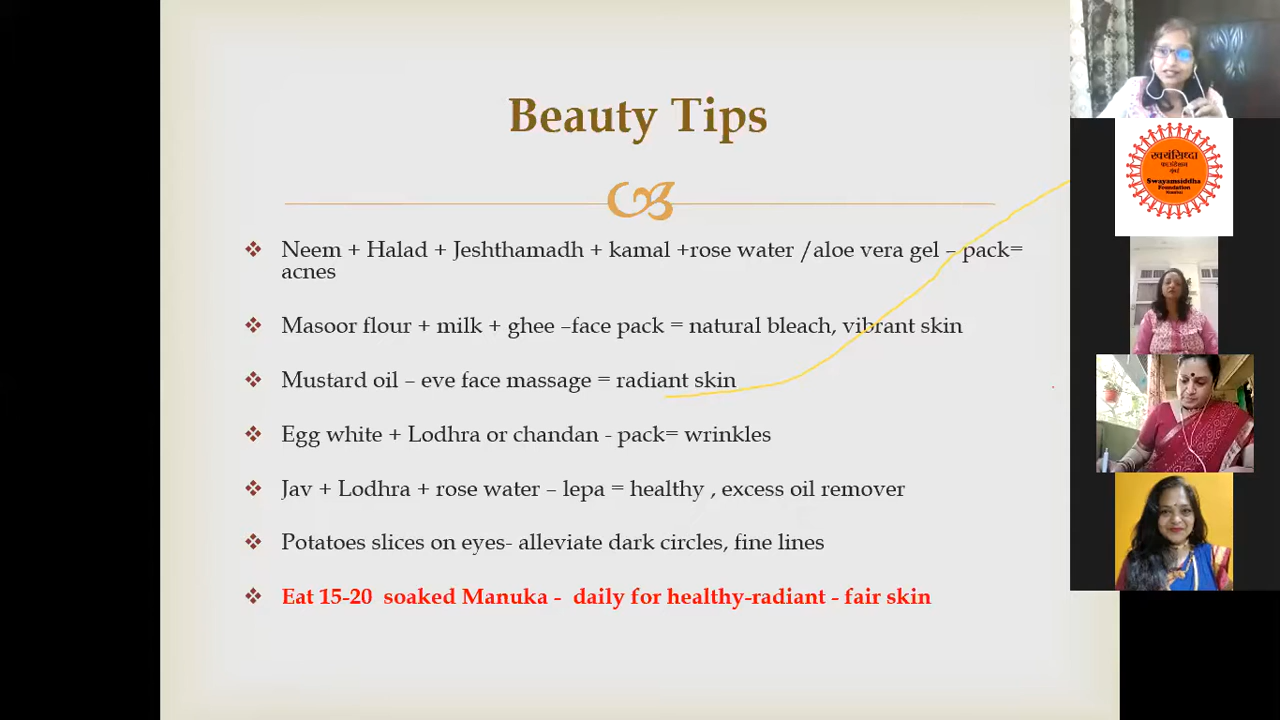 Beauty Tips
Neem + Halad + Jeshthamadh + kamal +rose water /aloe vera gel – pack=
acnes
Masoor flour + milk + ghee –face pack = natural bleach, vibrant skin
Mustard oil – eve face massage = radiant skin
Egg white + Lodhra or chandan - pack= wrinkles
Jav + Lodhra + rose water – lepa = healthy , excess oil remover
Potatoes slices on eyes- alleviate dark circles, fine lines
Eat 15-20 soaked Manuka - daily for healthy-radiant - fair skin
स्वयंसिध्दा
फाउंडेशन
मुंबई
Swayamsiddha
Foundation
Mumbai